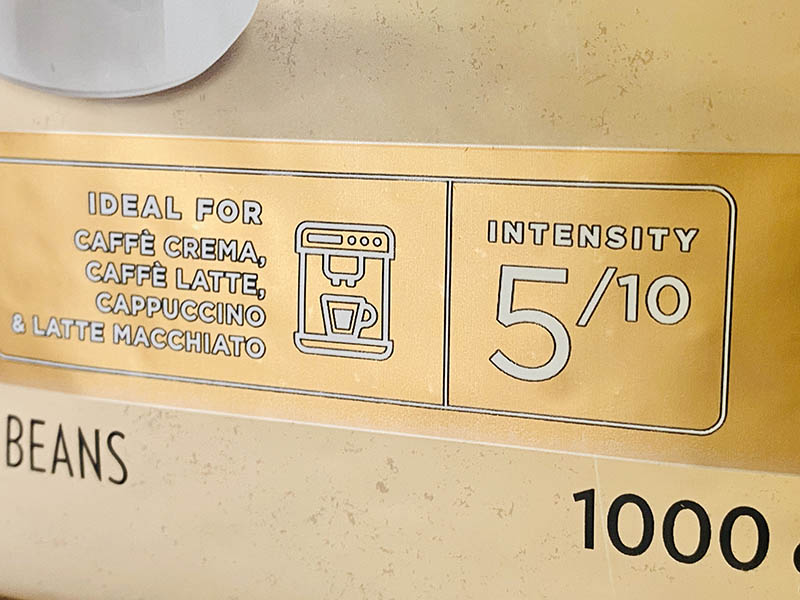 IDEAL FOR
CAFFÈ CREMA,
CAFFÈ LATTE,
CAPPUCCINO
& LATTE MACCHIATO
INTENSITY
5/10
BEANS
1000